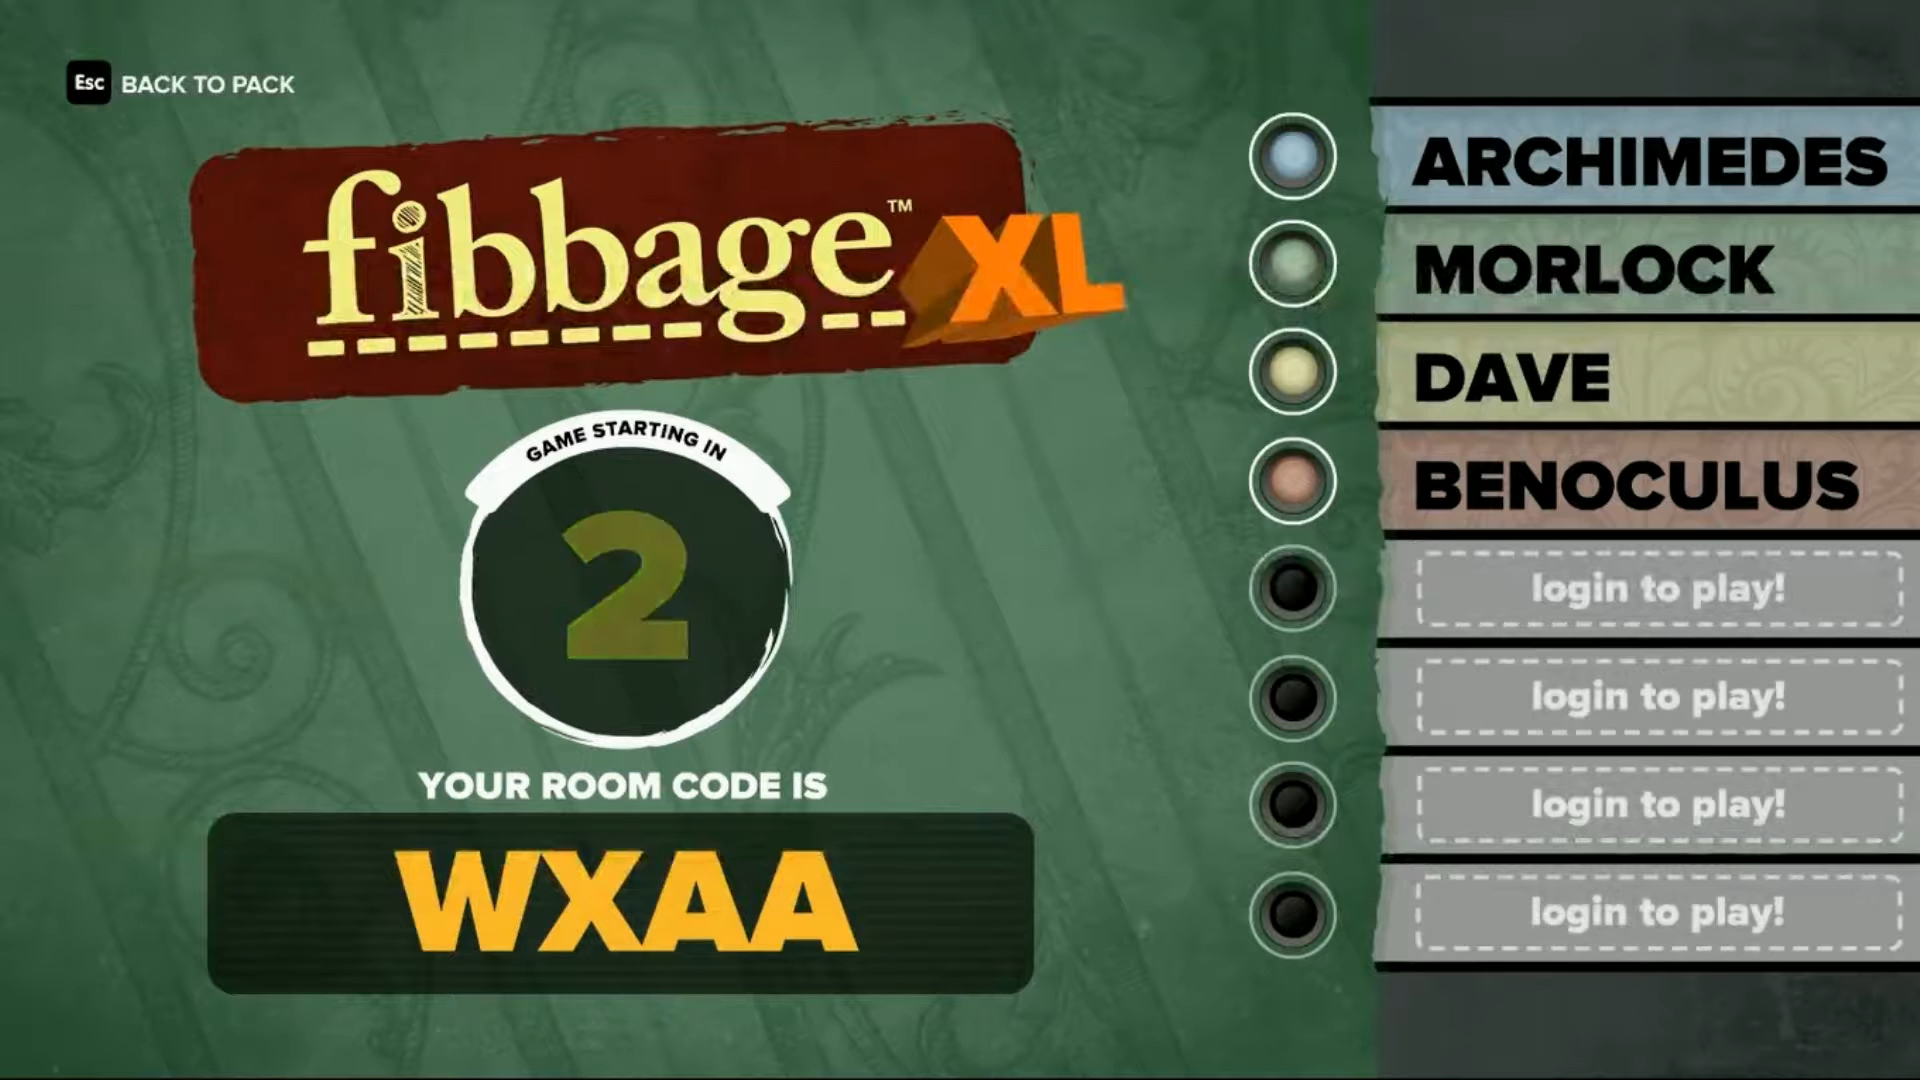 Esc BACK TO PACK
fibbage™ XL
GAME STARTING IN
2
YOUR ROOM CODE IS
WXAA
ARCHIMEDES
MORLOCK
DAVE
BENOCULUS
login to play!
login to play!
login to play!
login to play!